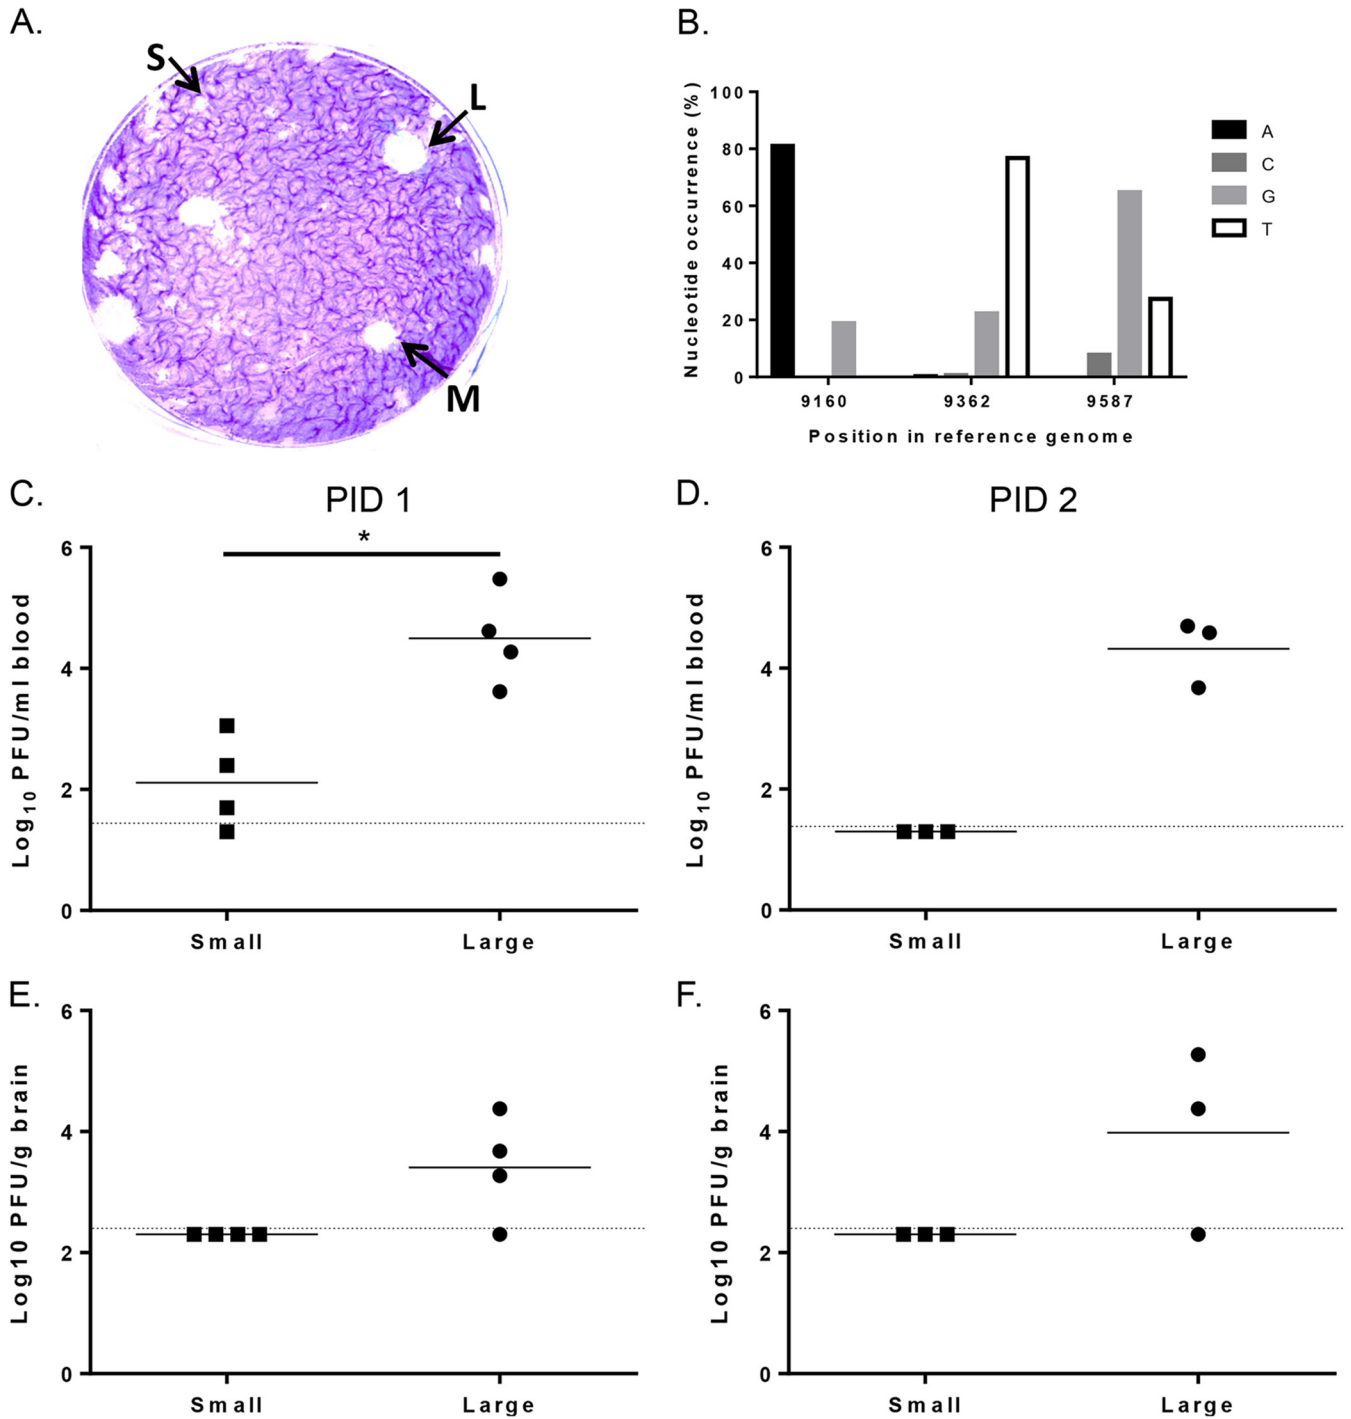 A.
S
L
M
B.
Nucleotide occurrence (%)
100
80
60
40
20
0
9160
9362
9587
Position in reference genome
A
C
G
T
C.
PID 1
*
Log10 PFU/ml blood
6
4
2
0
Small
Large
D.
PID 2
Log10 PFU/ml blood
6
4
2
0
Small
Large
E.
Log10 PFU/g brain
6
4
2
0
Small
Large
F.
Log10 PFU/g brain
6
4
2
0
Small
Large